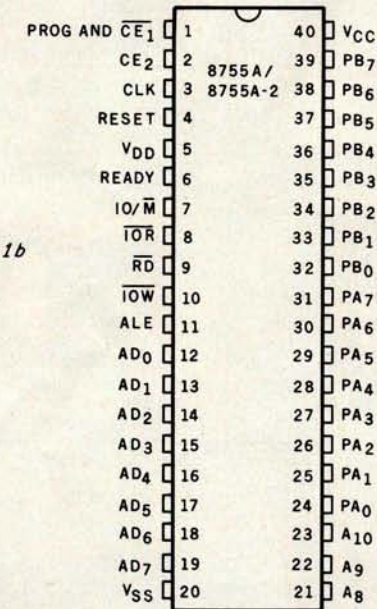 PROG AND CE1 1 40 VCC
CE2 2 39 PB7
8755A/
CLK 3 8755A-2 38 PB6
RESET 4 37 PB5
VDD 5 36 PB4
READY 6 35 PB3
IO/M 7 34 PB2
1b
IOR 8 33 PB1
RD 9 32 PB0
IOW 10 31 PA7
ALE 11 30 PA6
AD0 12 29 PA5
AD1 13 28 PA4
AD2 14 27 PA3
AD3 15 26 PA2
AD4 16 25 PA1
AD5 17 24 PA0
AD6 18 23 A10
AD7 19 22 A9
VSS 20 21 A8